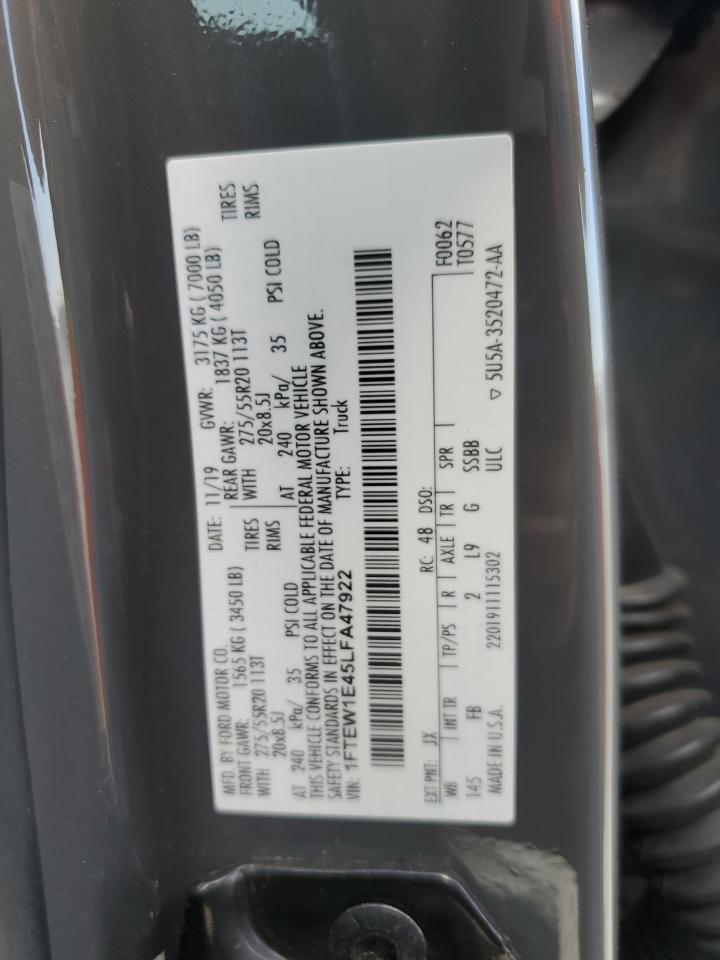 MFD. BY FORD MOTOR CO.
DATE: 11/19 GVWR: 3175 KG ( 7000 LB)
FRONT GAWR: 1565 KG ( 3450 LB) REAR GAWR: 1837 KG ( 4050 LB)
WITH 275/55R20 113T TIRES WITH 275/55R20 113T TIRES
20x8.5J RIMS 20x8.5J RIMS
AT 240 kPa/ 35 PSI COLD AT 240 kPa/ 35 PSI COLD
THIS VEHICLE CONFORMS TO ALL APPLICABLE FEDERAL MOTOR VEHICLE
SAFETY STANDARDS IN EFFECT ON THE DATE OF MANUFACTURE SHOWN ABOVE.
VIN: 1FTEW1E45LFA47922 TYPE: Truck
F0062
T0577
EXT PNT: JX RC: 48 DSO:
WB INT TR TP/PS R AXLE TR SPR
145 FB 2 L9 G SSBB
MADE IN U.S.A. 22019111115302 ULC ▽ 5U5A-3520472-AA